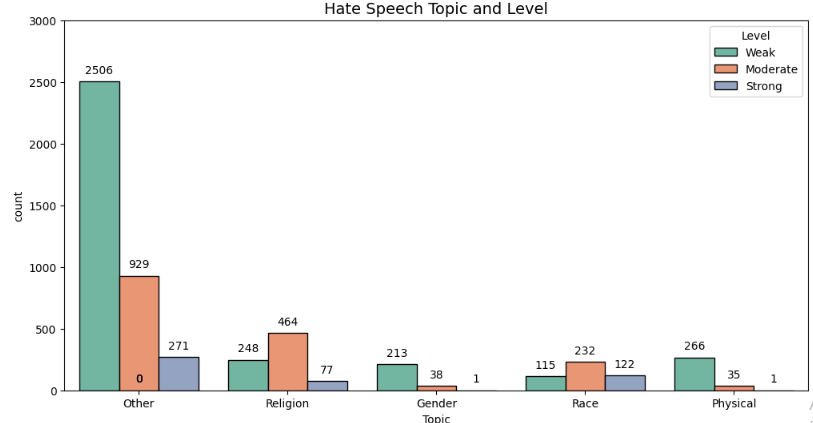 Hate Speech Topic and Level
3000
2500
2000
1500
1000
500
0
count
Level
Weak
Moderate
Strong
2506
929
0
271
248
464
77
213
38
1
115
232
122
266
35
1
Other Religion Gender Race Physical
Topic